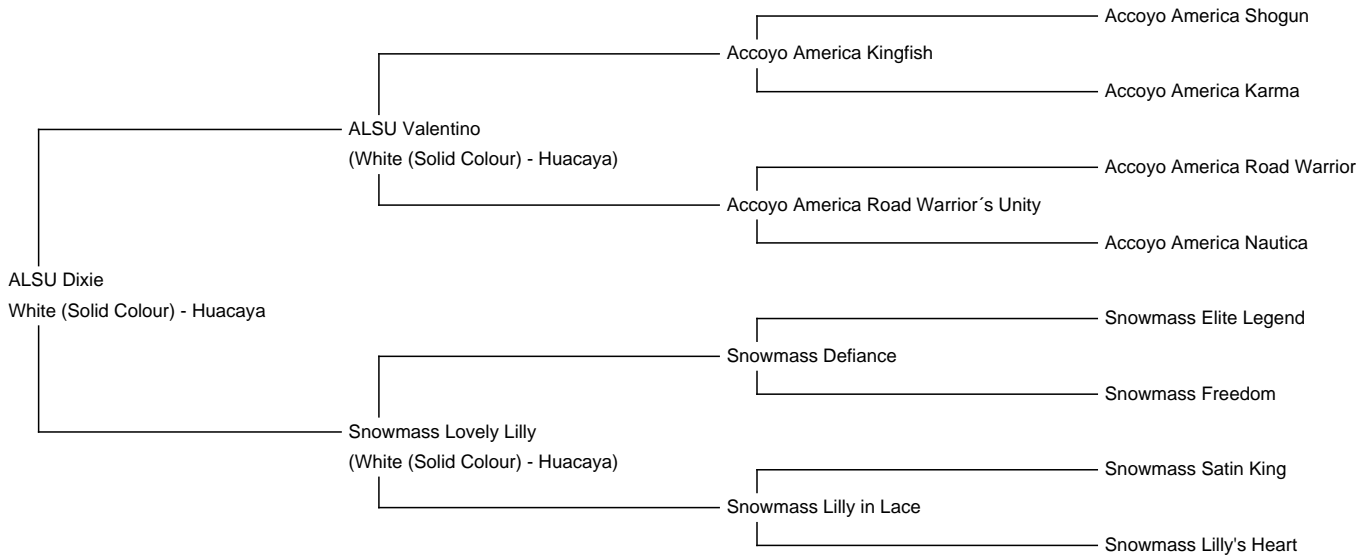 Accoyo America Shogun
Accoyo America Kingfish
Accoyo America Karma
ALSU Valentino
(White (Solid Colour) - Huacaya)
Accoyo America Road Warrior
Accoyo America Road Warrior´s Unity
Accoyo America Nautica
ALSU Dixie
White (Solid Colour) - Huacaya
Snowmass Elite Legend
Snowmass Defiance
Snowmass Freedom
Snowmass Lovely Lilly
(White (Solid Colour) - Huacaya)
Snowmass Satin King
Snowmass Lilly in Lace
Snowmass Lilly's Heart